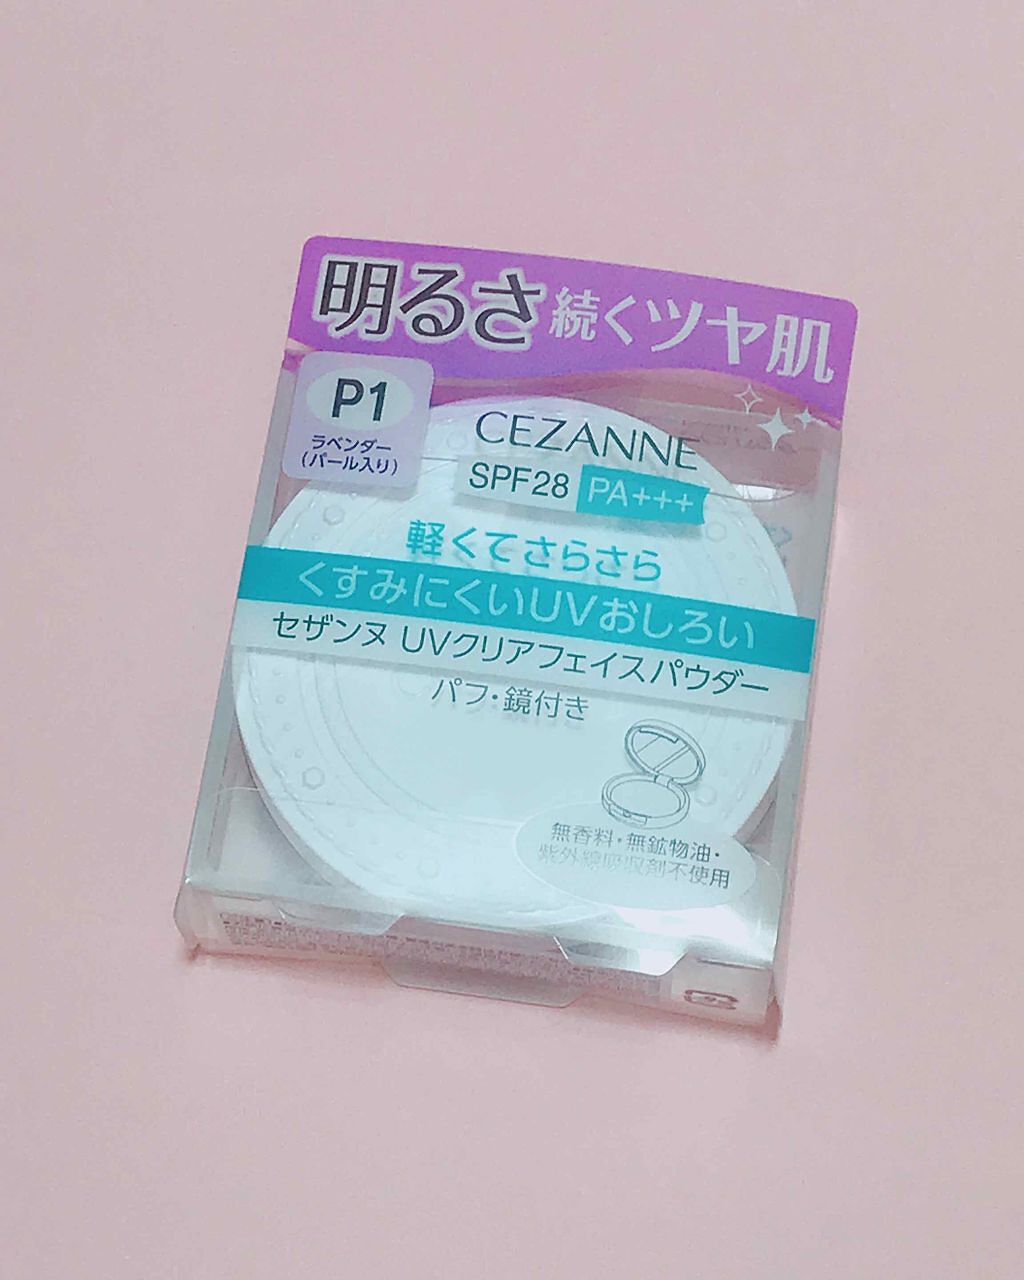 明るさ続くツヤ肌
P1
ラベンダー
(パール入り)
CEZANNE
SPF28 PA+++
軽くてさらさら
くすみにくいUVおしろい
セザンヌ UVクリアフェイスパウダー
パフ・鏡付き
無香料・無鉱物油・
紫外線吸収剤不使用